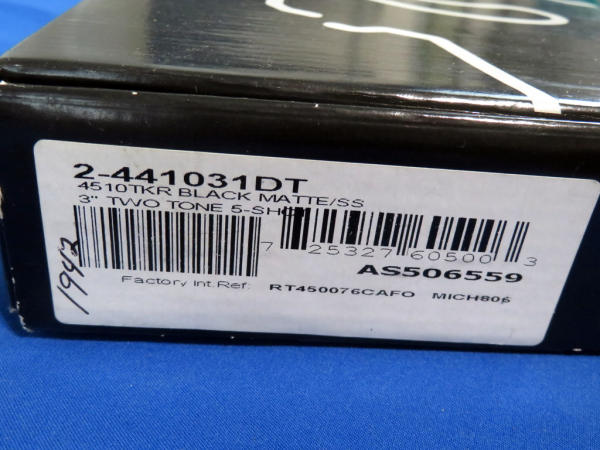 2-441031DT
4510TKR BLACK MATTE/SS
3" TWO TONE 5-SHOT
7 25327 60500 3
AS506559
Factory Int.Ref: RT450076CAFO MICH806
1942